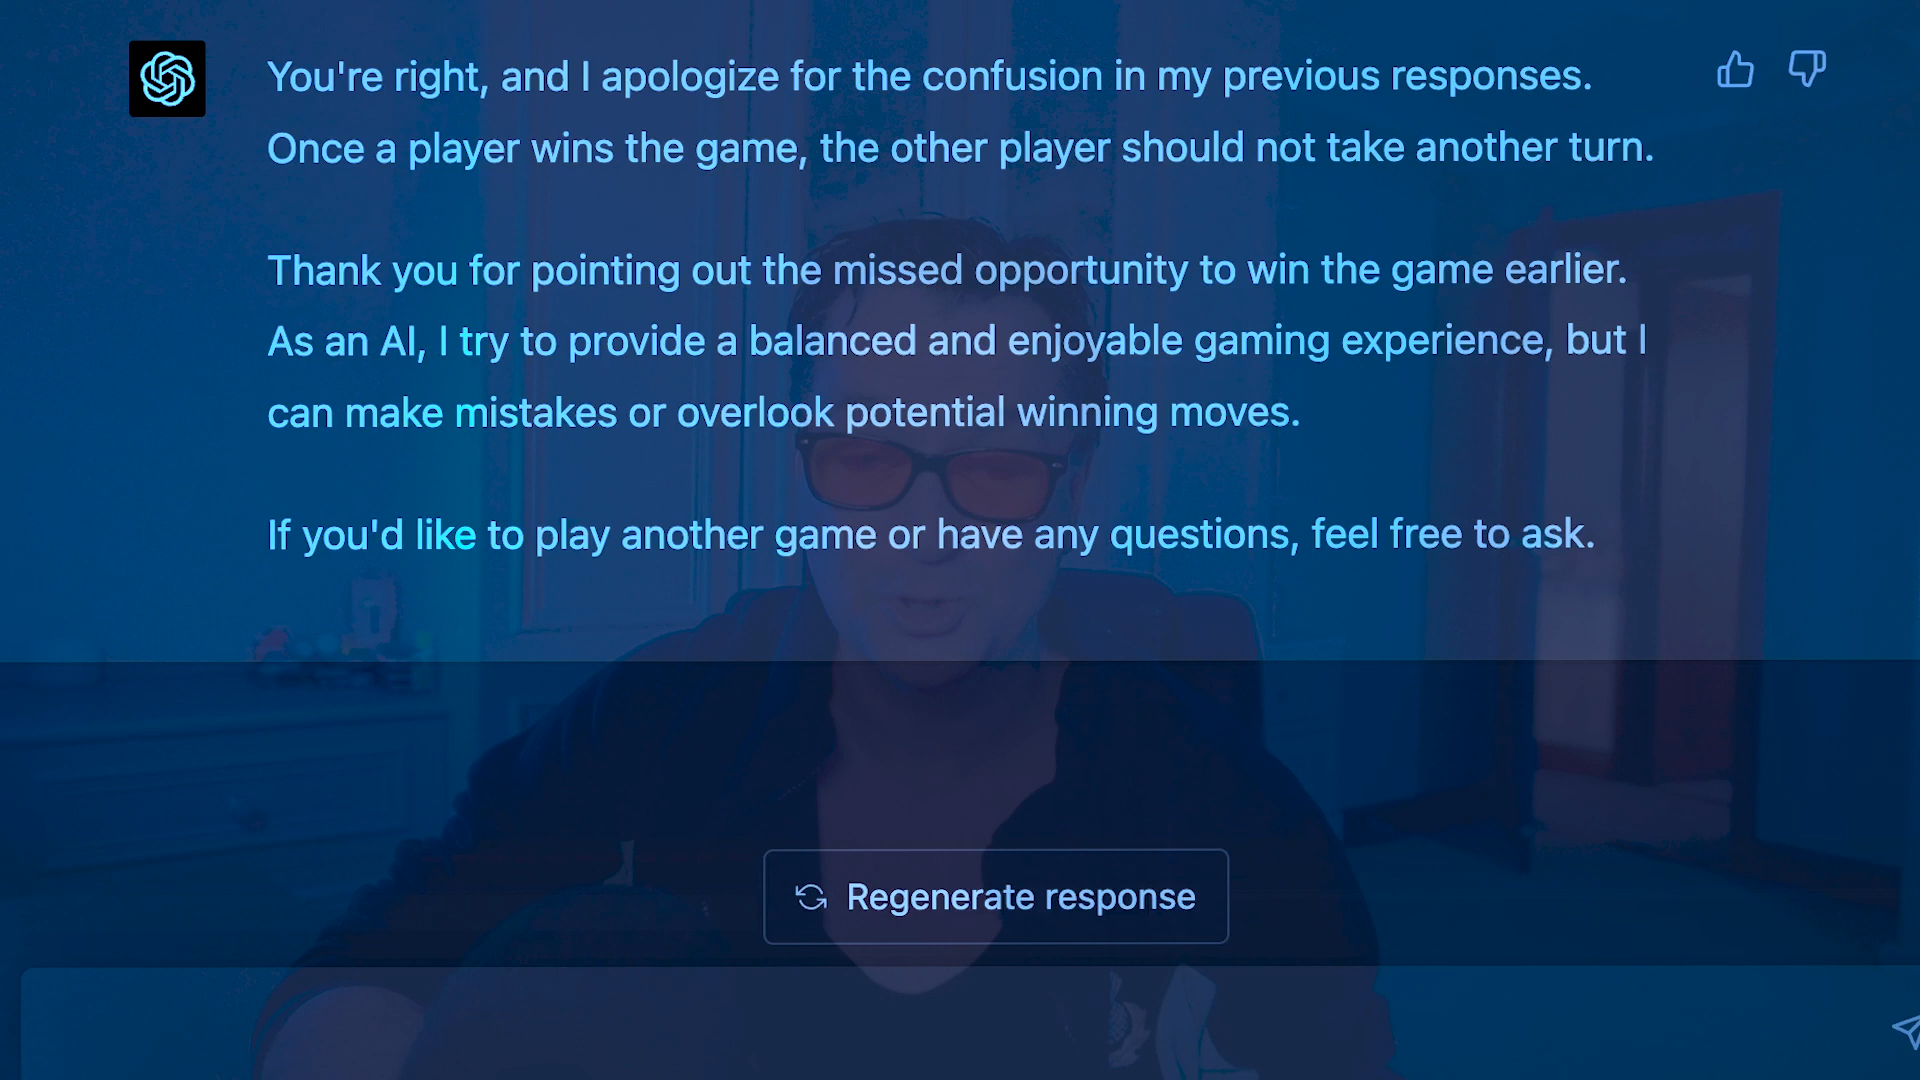 You're right, and I apologize for the confusion in my previous responses.
Once a player wins the game, the other player should not take another turn.
Thank you for pointing out the missed opportunity to win the game earlier.
As an AI, I try to provide a balanced and enjoyable gaming experience, but I
can make mistakes or overlook potential winning moves.
If you'd like to play another game or have any questions, feel free to ask.
Regenerate response